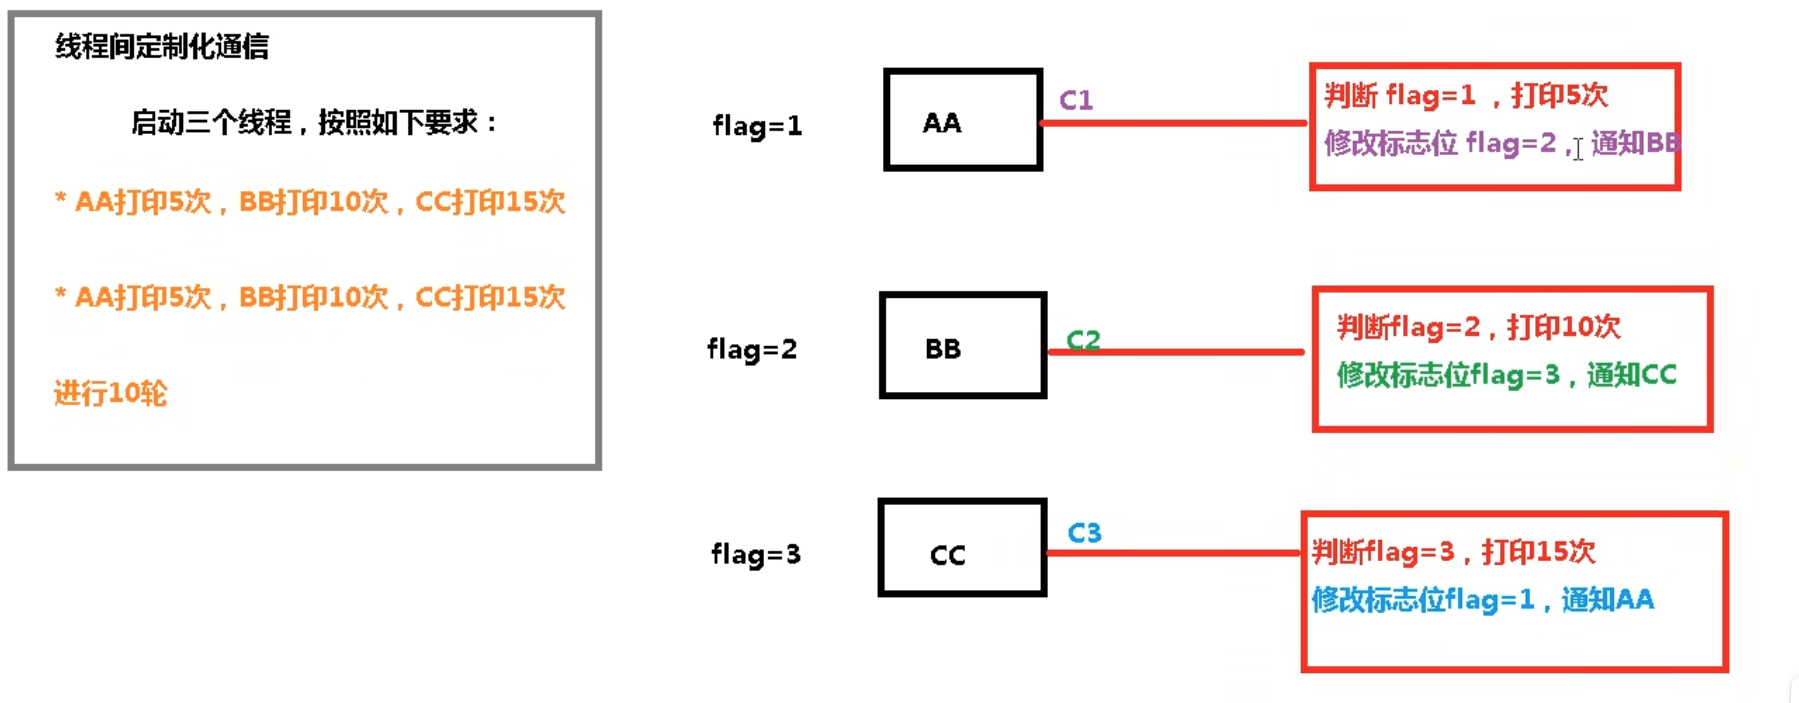 线程间定制化通信
启动三个线程，按照如下要求：
* AA打印5次，BB打印10次，CC打印15次
* AA打印5次，BB打印10次，CC打印15次
进行10轮
flag=1
AA
C1
判断 flag=1 ，打印5次
修改标志位 flag=2， 通知BB
flag=2
BB
C2
判断flag=2，打印10次
修改标志位flag=3，通知CC
flag=3
CC
C3
判断flag=3，打印15次
修改标志位flag=1，通知AA